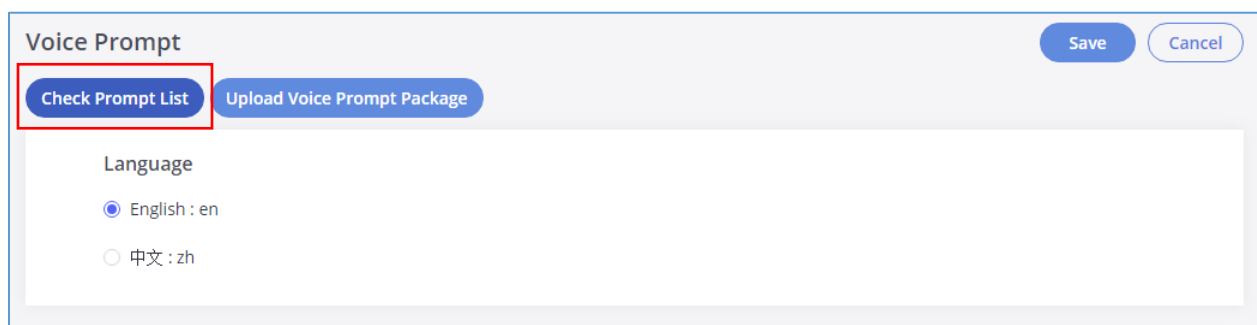 Voice Prompt
Save
Cancel
Check Prompt List
Upload Voice Prompt Package
Language
English : en
中文 : zh